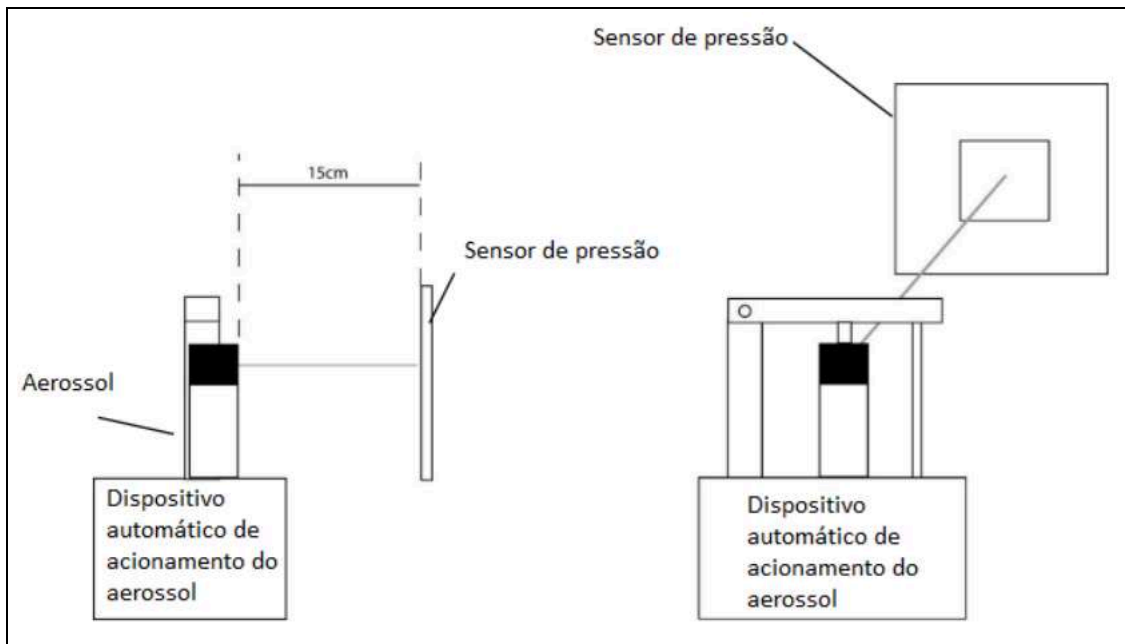 15cm
Sensor de pressão
Aerossol
Dispositivo
automático de
acionamento do
aerossol
Sensor de pressão
Dispositivo
automático de
acionamento do
aerossol